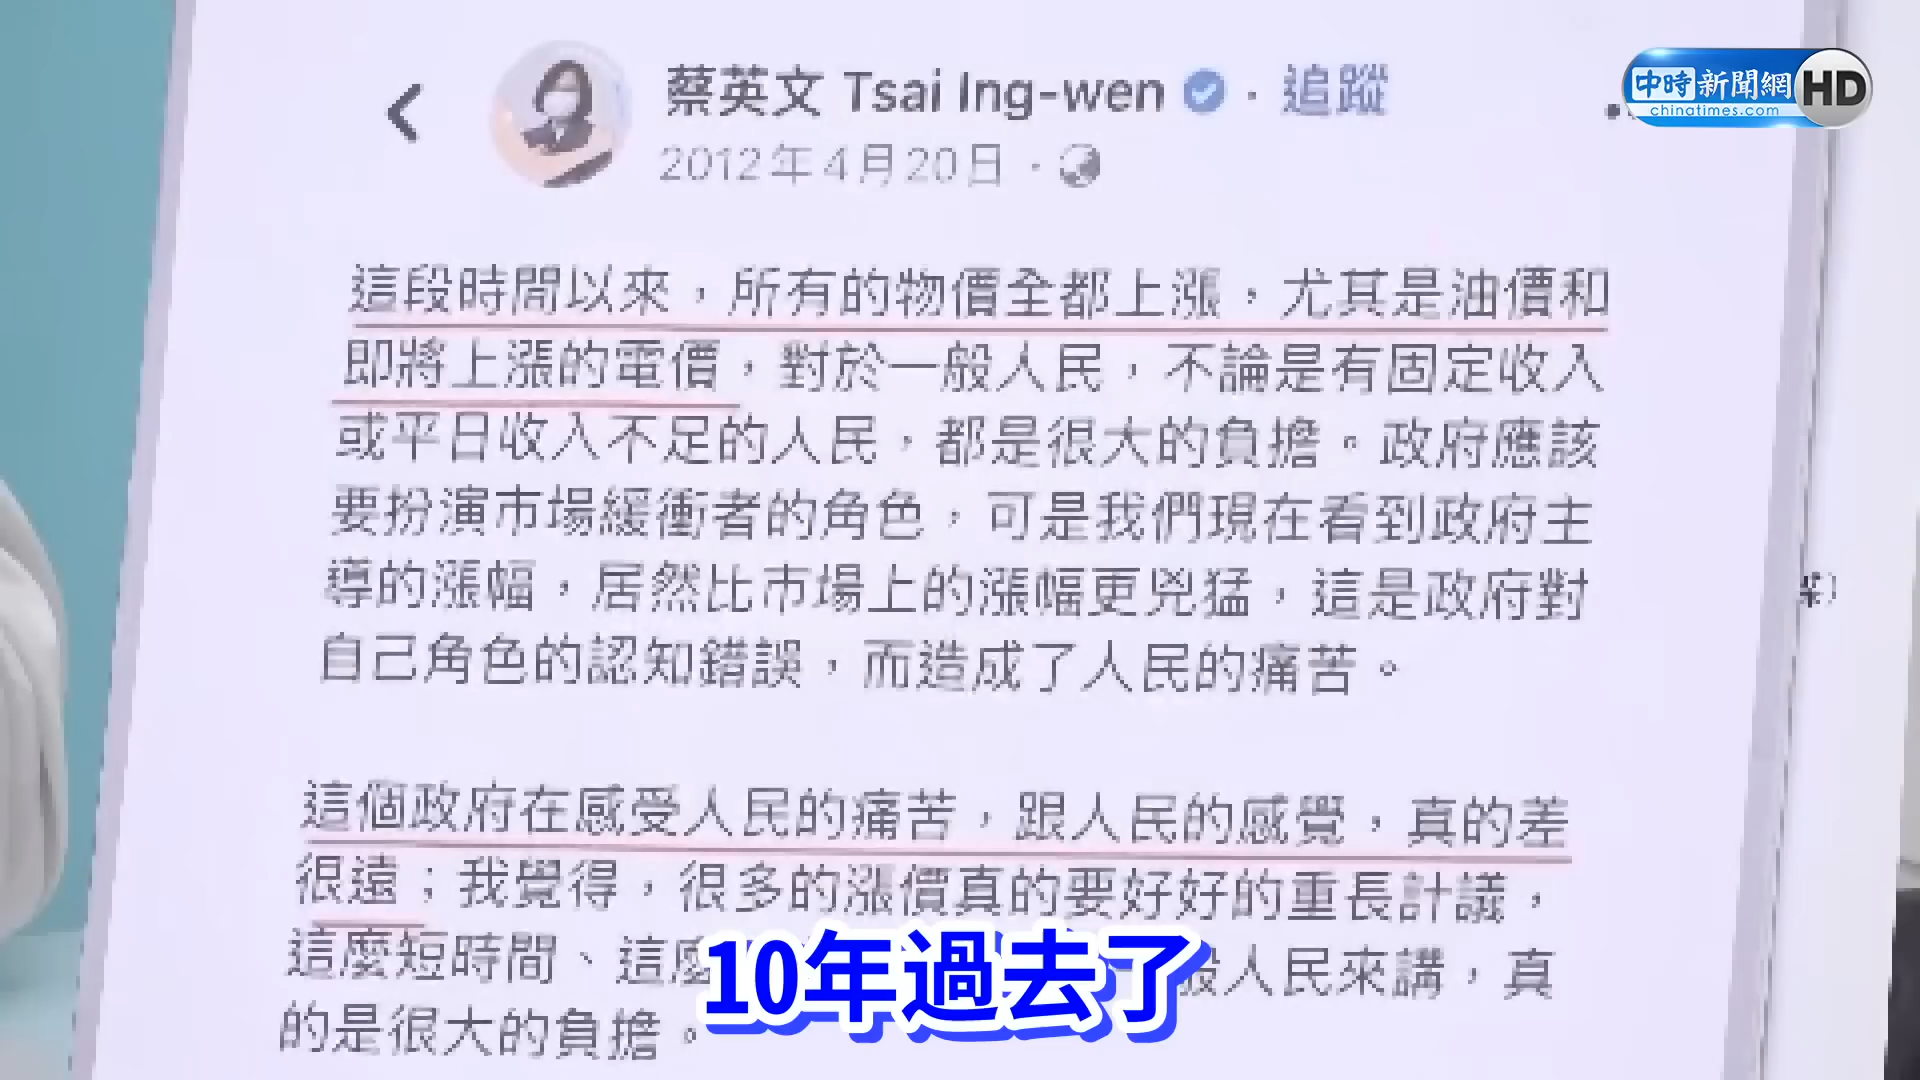 蔡英文 Tsai Ing-wen · 追蹤
2012年4月20日 ·
中時新聞網 HD
chinatimes.com
這段時間以來，所有的物價全都上漲，尤其是油價和
即將上漲的電價，對於一般人民，不論是有固定收入
或平日收入不足的人民，都是很大的負擔。政府應該
要扮演市場緩衝者的角色，可是我們現在看到政府主
導的漲幅，居然比市場上的漲幅更兇猛，這是政府對
自己角色的認知錯誤，而造成了人民的痛苦。
這個政府在感受人民的痛苦，跟人民的感覺，真的差
很遠；我覺得，很多的漲價真的要好好的重長計議，
這麼短時間、這麼 般人民來講，真
的是很大的負擔。
10年過去了